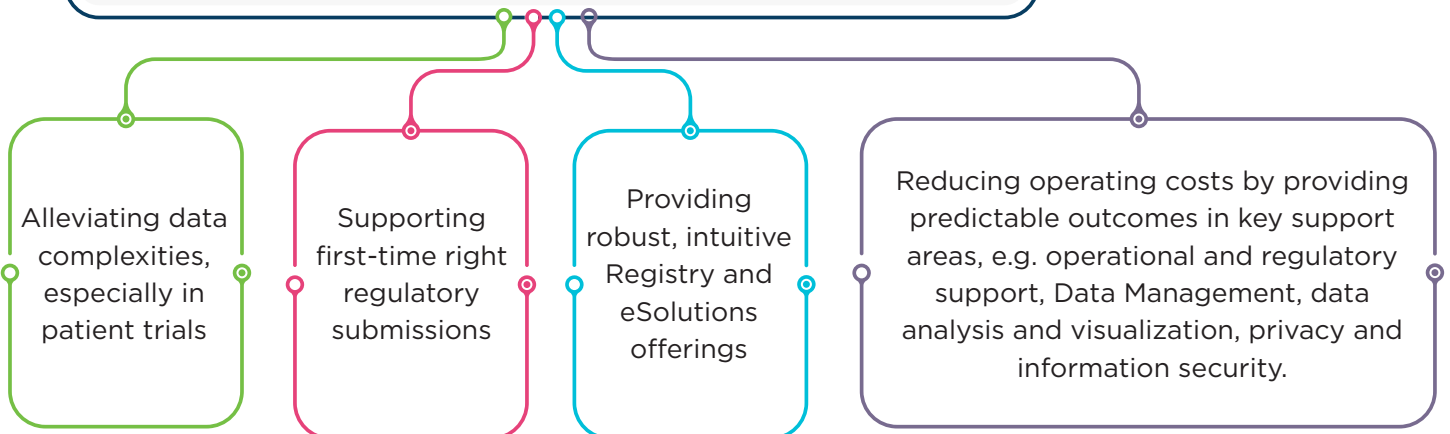 Alleviating data
complexities,
especially in
patient trials
Supporting
first-time right
regulatory
submissions
Providing
robust, intuitive
Registry and
eSolutions
offerings
Reducing operating costs by providing
predictable outcomes in key support
areas, e.g. operational and regulatory
support, Data Management, data
analysis and visualization, privacy and
information security.